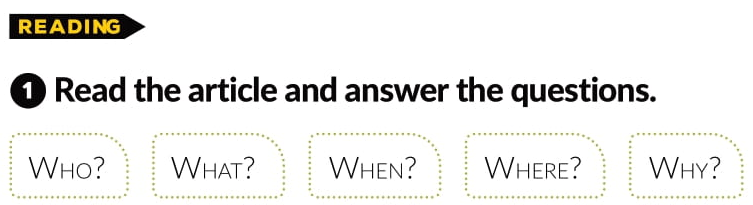 READING
1 Read the article and answer the questions.
WHO? WHAT? WHEN? WHERE? WHY?